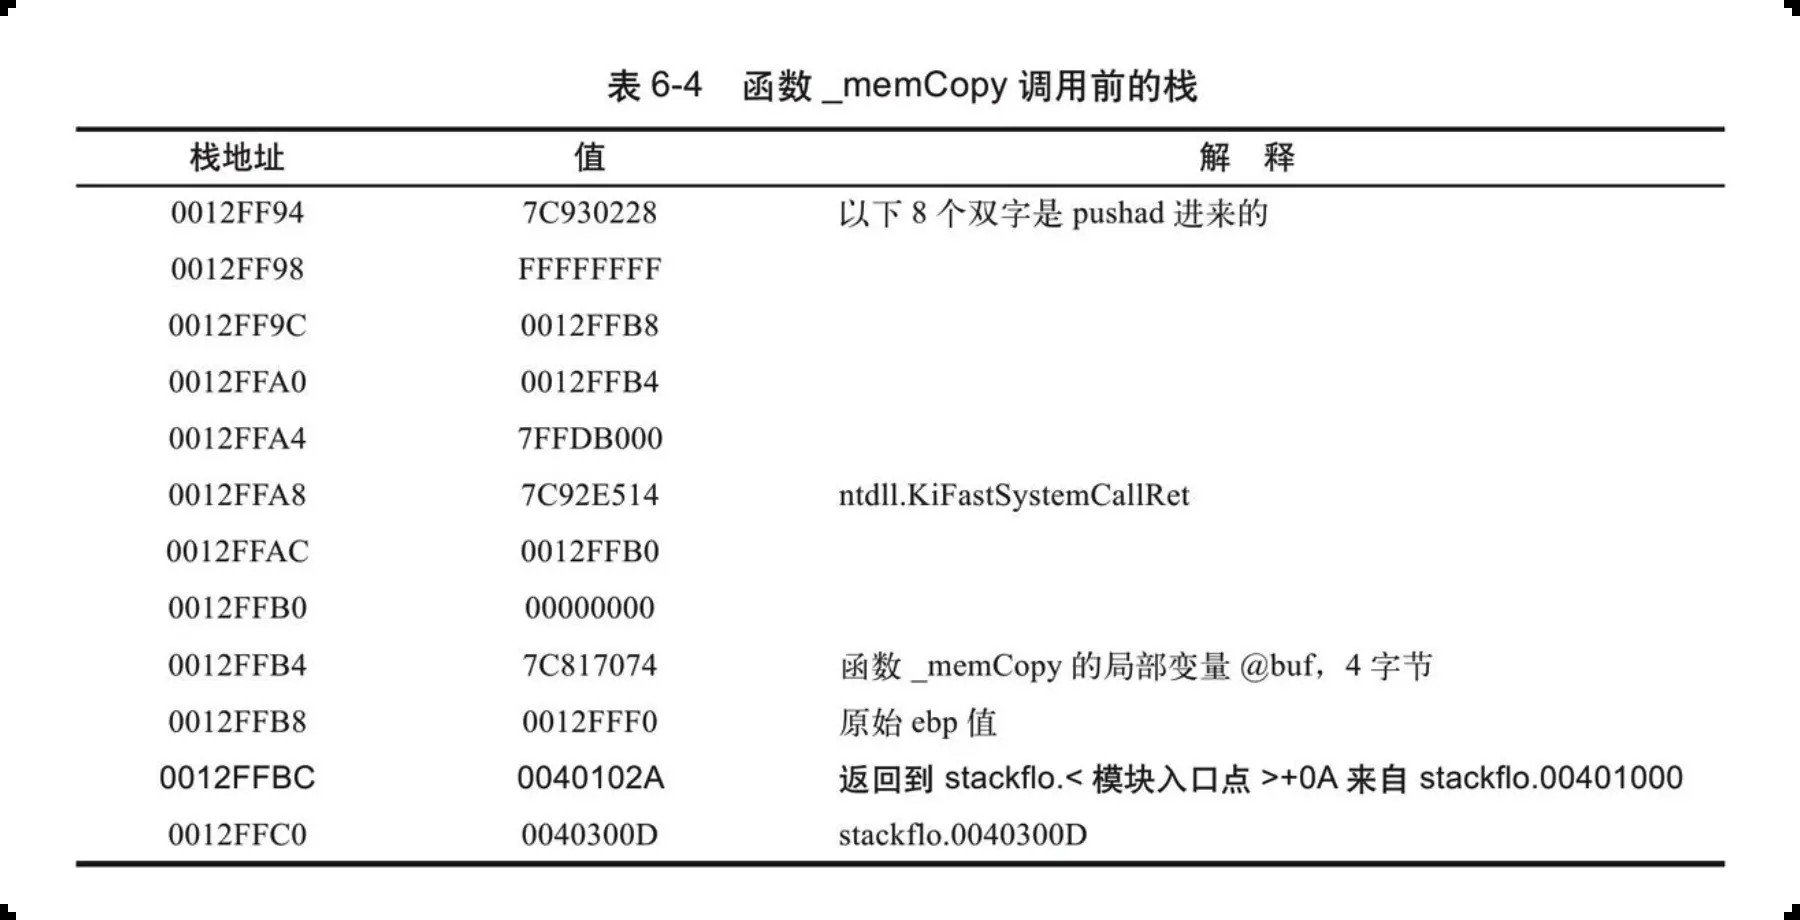 表 6-4 函数 _memCopy 调用前的栈
栈地址 值 解 释
0012FF94 7C930228 以下 8 个双字是 pushad 进来的
0012FF98 FFFFFFFF
0012FF9C 0012FFB8
0012FFA0 0012FFB4
0012FFA4 7FFDB000
0012FFA8 7C92E514 ntdll.KiFastSystemCallRet
0012FFAC 0012FFB0
0012FFB0 00000000
0012FFB4 7C817074 函数 _memCopy 的局部变量 @buf，4 字节
0012FFB8 0012FFF0 原始 ebp 值
0012FFBC 0040102A 返回到 stackflo.< 模块入口点 >+0A 来自 stackflo.00401000
0012FFC0 0040300D stackflo.0040300D